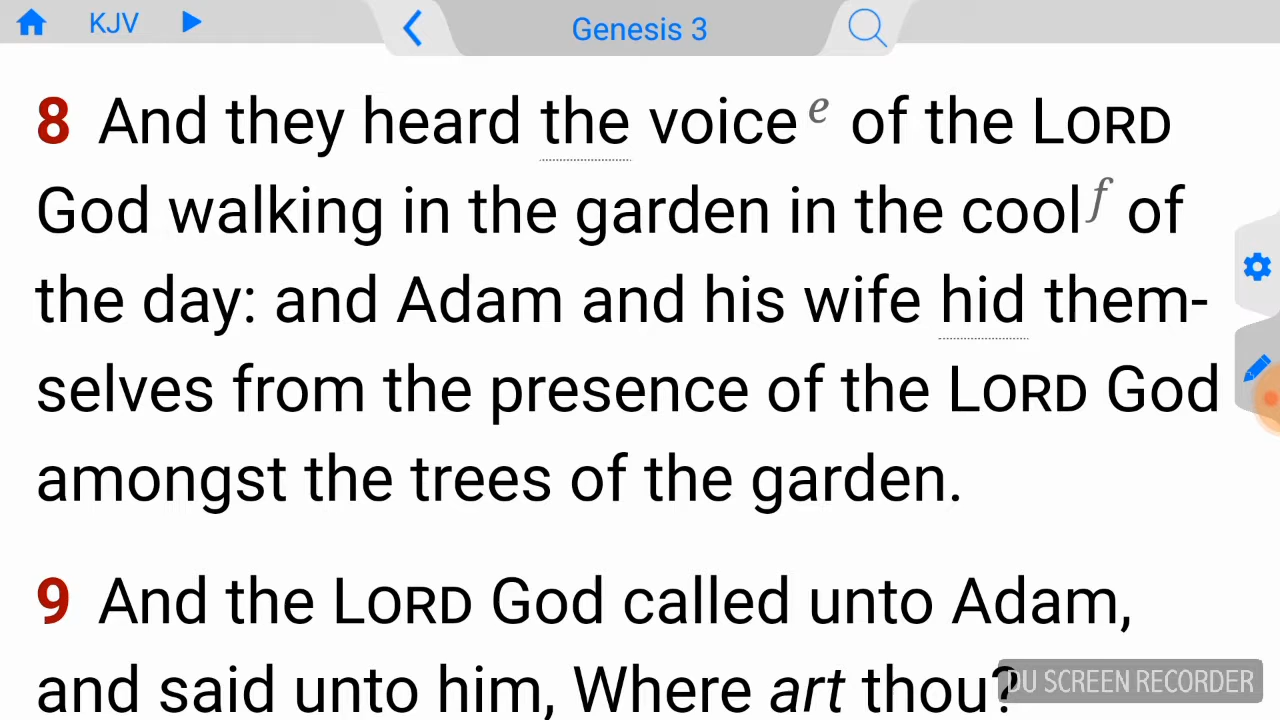 KJV
Genesis 3
8 And they heard the voice e of the LORD
God walking in the garden in the cool f of
the day: and Adam and his wife hid them-
selves from the presence of the LORD God
amongst the trees of the garden.
9 And the LORD God called unto Adam,
and said unto him, Where art thou?
DU SCREEN RECORDER